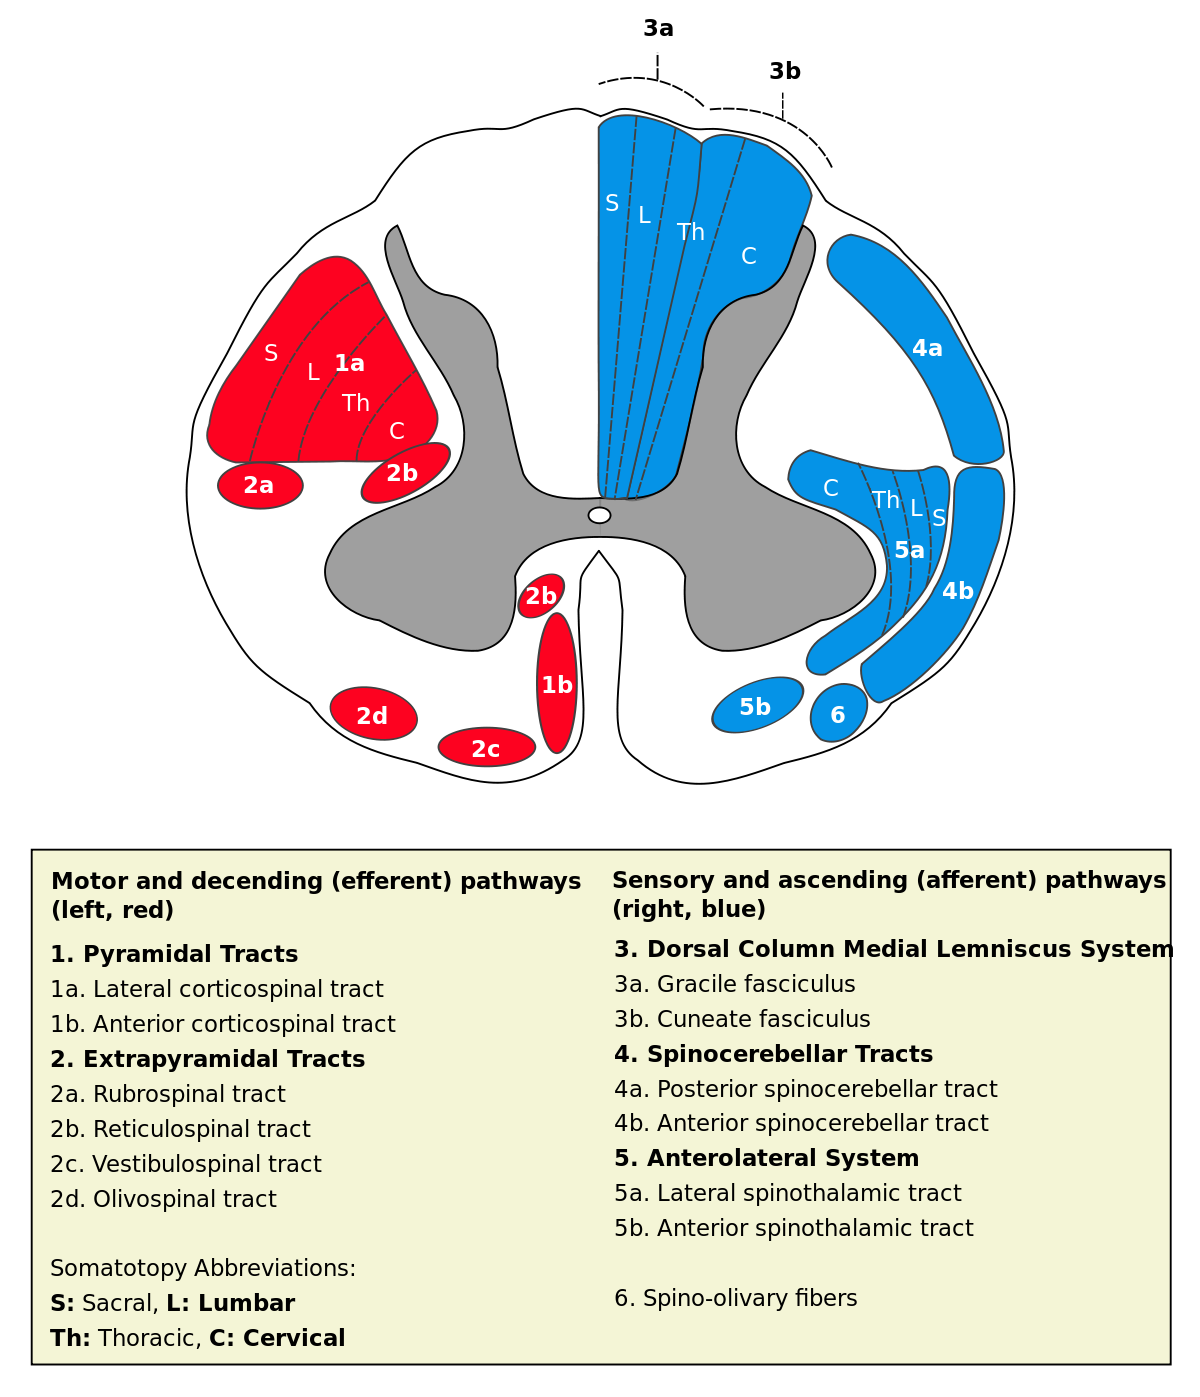 3a
3b
S
L
Th
C
S
L
1a
Th
C
2a
2b
4a
C
Th
L
S
5a
4b
2b
1b
2d
2c
5b
6
Motor and decending (efferent) pathways
(left, red)
1. Pyramidal Tracts
1a. Lateral corticospinal tract
1b. Anterior corticospinal tract
2. Extrapyramidal Tracts
2a. Rubrospinal tract
2b. Reticulospinal tract
2c. Vestibulospinal tract
2d. Olivospinal tract
Somatotopy Abbreviations:
S: Sacral, L: Lumbar
Th: Thoracic, C: Cervical
Sensory and ascending (afferent) pathways
(right, blue)
3. Dorsal Column Medial Lemniscus System
3a. Gracile fasciculus
3b. Cuneate fasciculus
4. Spinocerebellar Tracts
4a. Posterior spinocerebellar tract
4b. Anterior spinocerebellar tract
5. Anterolateral System
5a. Lateral spinothalamic tract
5b. Anterior spinothalamic tract
6. Spino-olivary fibers